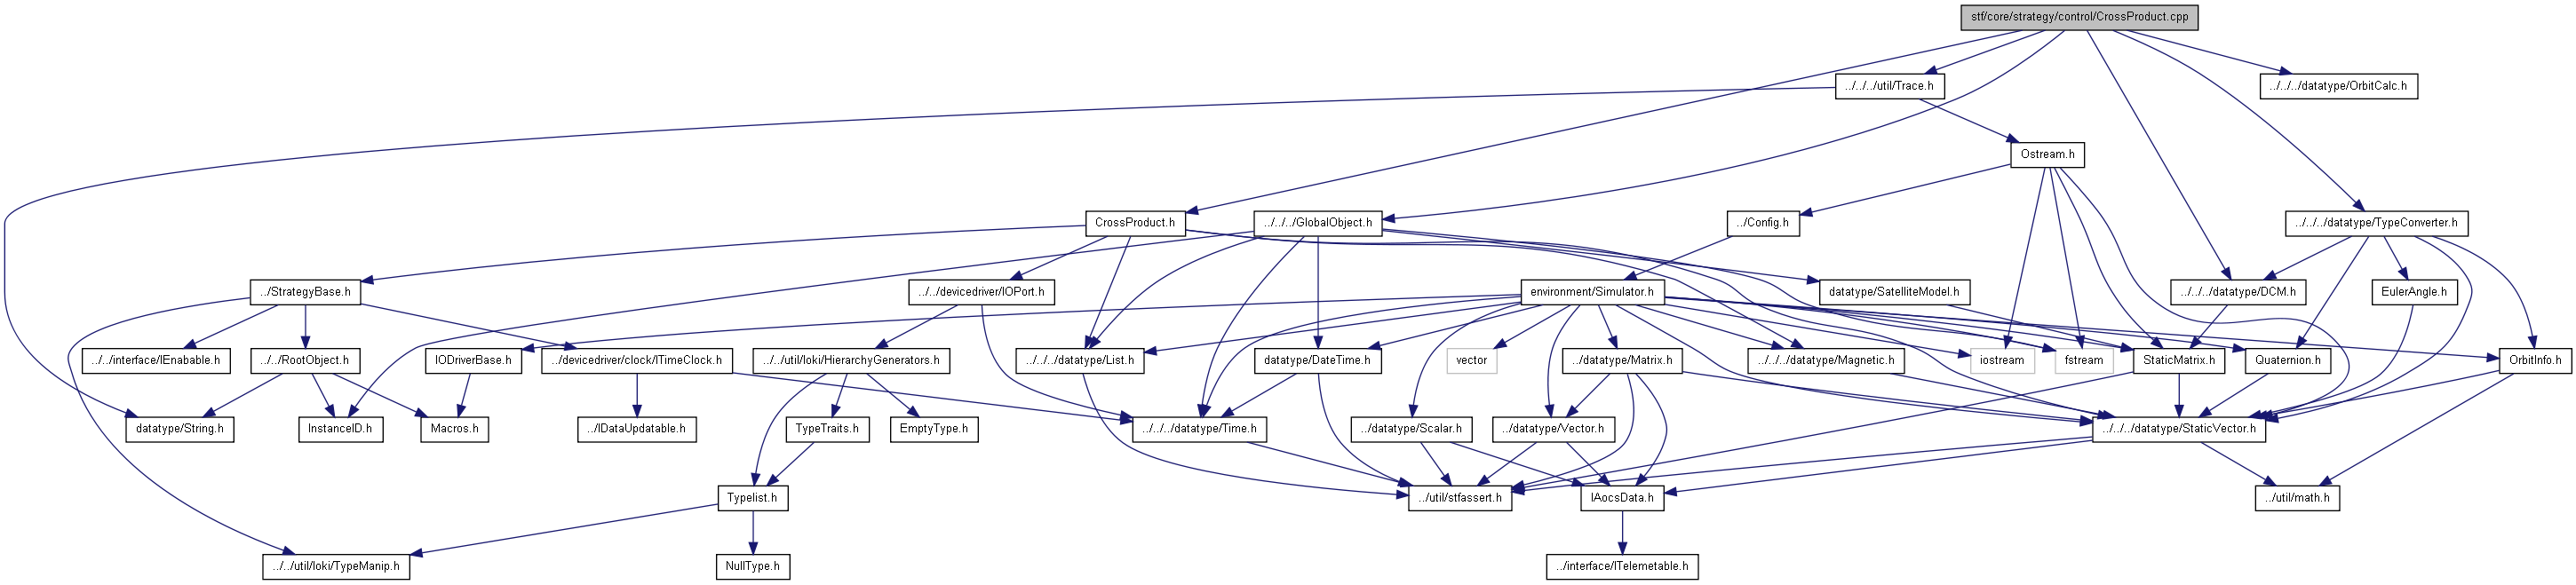 stf/core/strategy/control/CrossProduct.cpp
../../../util/Trace.h
../../../datatype/OrbitCalc.h
Ostream.h
CrossProduct.h
../../../GlobalObject.h
../Config.h
../../../datatype/TypeConverter.h
../StrategyBase.h
../../devicedriver/IOPort.h
environment/Simulator.h
datatype/SatelliteModel.h
../../../datatype/DCM.h
EulerAngle.h
../../interface/IEnabable.h
../../RootObject.h
IODriverBase.h
../devicedriver/clock/ITimeClock.h
../../util/loki/HierarchyGenerators.h
../../../datatype/List.h
datatype/DateTime.h
vector
../datatype/Matrix.h
../../../datatype/Magnetic.h
iostream
fstream
StaticMatrix.h
Quaternion.h
OrbitInfo.h
datatype/String.h
InstanceID.h
Macros.h
../IDataUpdatable.h
TypeTraits.h
EmptyType.h
../../../datatype/Time.h
../datatype/Scalar.h
../datatype/Vector.h
../../../datatype/StaticVector.h
Typelist.h
../util/stfassert.h
IAocsData.h
../util/math.h
../../util/loki/TypeManip.h
NullType.h
../interface/ITelemetable.h